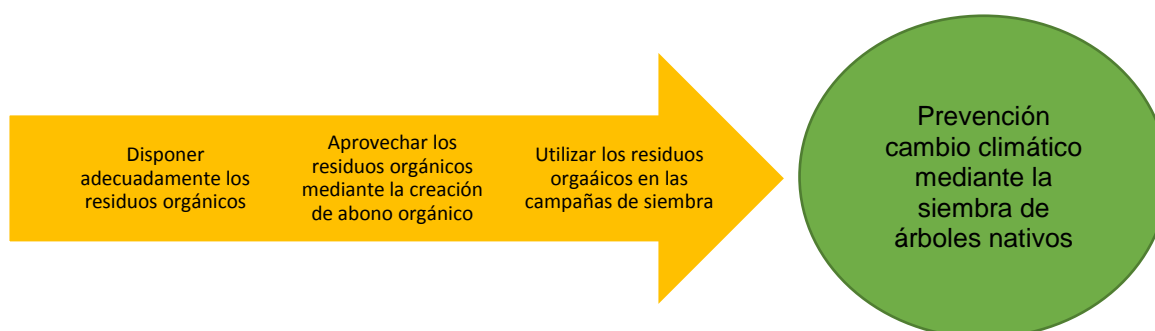 Disponer
adecuadamente los
residuos orgánicos
Aprovechar los
residuos orgánicos
mediante la creación
de abono orgánico
Utilizar los residuos
orgaáicos en las
campañas de siembra
Prevención
cambio climático
mediante la
siembra de
árboles nativos